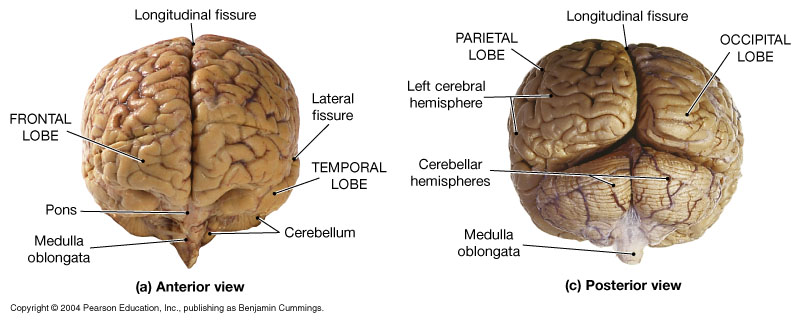 Longitudinal fissure
FRONTAL
LOBE
Lateral
fissure
TEMPORAL
LOBE
Pons
Medulla
oblongata
Cerebellum
(a) Anterior view
Longitudinal fissure
PARIETAL
LOBE
OCCIPITAL
LOBE
Left cerebral
hemisphere
Cerebellar
hemispheres
Medulla
oblongata
(c) Posterior view
Copyright © 2004 Pearson Education, Inc., publishing as Benjamin Cummings.